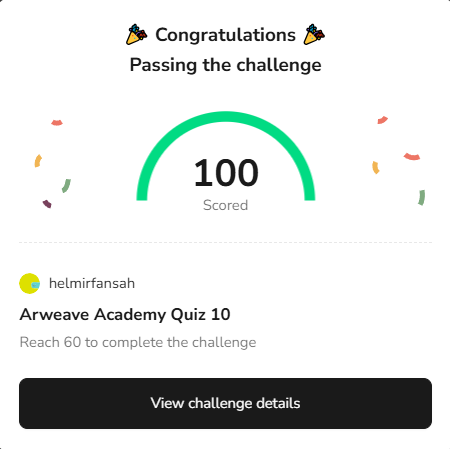 Congratulations
Passing the challenge
100
Scored
helmirfansah
Arweave Academy Quiz 10
Reach 60 to complete the challenge
View challenge details